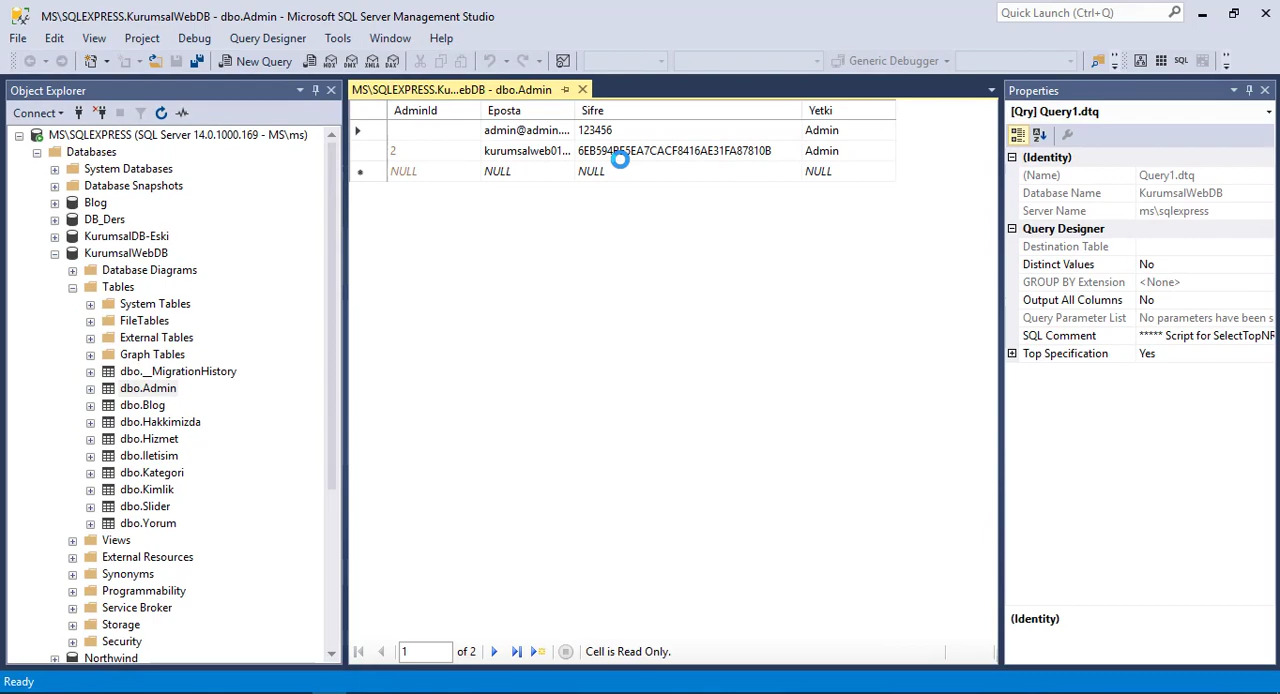 MS\SQLEXPRESS.KurumsalWebDB - dbo.Admin - Microsoft SQL Server Management Studio
Quick Launch (Ctrl+Q)
File Edit View Project Debug Query Designer Tools Window Help
New Query MDX DMX XMLA DAX Generic Debugger SQL
Object Explorer
MS\SQLEXPRESS.Ku...ebDB - dbo.Admin
Properties
Connect
AdminId Eposta Sifre Yetki
[Qry] Query1.dtq
MS\SQLEXPRESS (SQL Server 14.0.1000.169 - MS\ms)
Databases
System Databases
Database Snapshots
Blog
DB_Ders
KurumsalDB-Eski
KurumsalWebDB
Database Diagrams
Tables
System Tables
FileTables
External Tables
Graph Tables
dbo.__MigrationHistory
dbo.Admin
dbo.Blog
dbo.Hakkimizda
dbo.Hizmet
dbo.Iletisim
dbo.Kategori
dbo.Kimlik
dbo.Slider
dbo.Yorum
Views
External Resources
Synonyms
Programmability
Service Broker
Storage
Security
Northwind
admin@admin.... 123456 Admin
2 kurumsalweb01... Admin
NULL NULL NULL NULL
1 of 2 Cell is Read Only.
(Identity)
(Name) Query1.dtq
Database Name KurumsalWebDB
Server Name ms\sqlexpress
Query Designer
Destination Table
Distinct Values No
GROUP BY Extension <None>
Output All Columns No
Query Parameter List No parameters have been s
SQL Comment ***** Script for SelectTopNR
Top Specification Yes
(Identity)
Ready